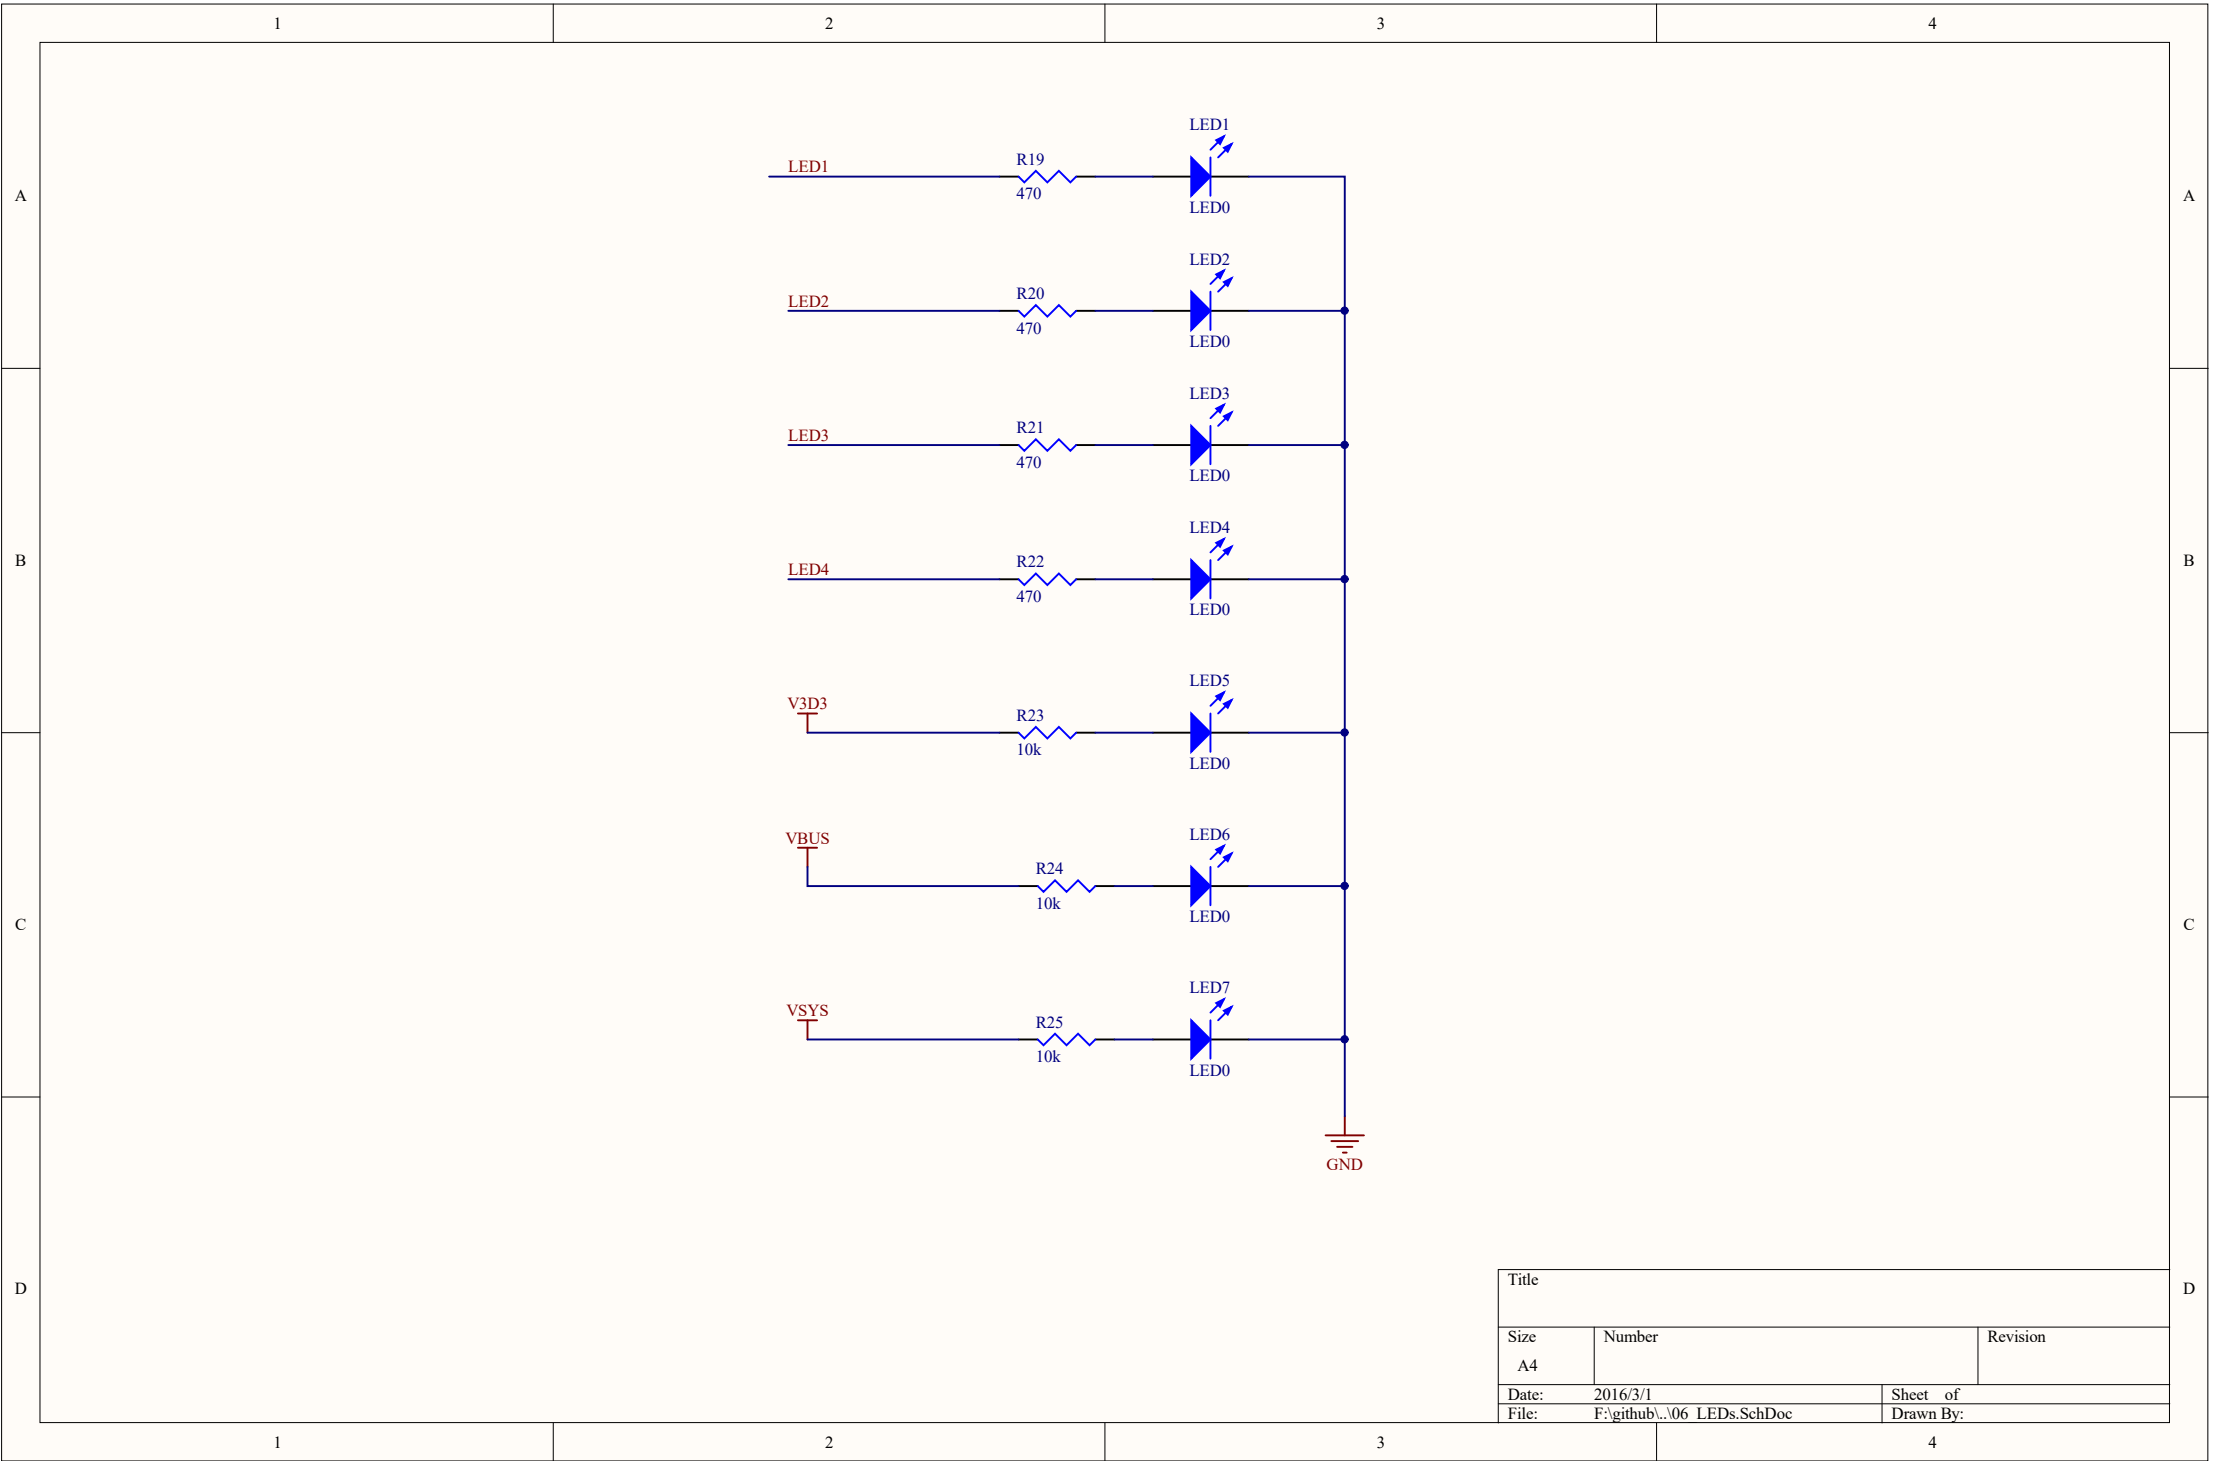 1 2 3 4
LED1
R19
LED1
470
A A
LED0
LED2
R20
LED2
470
LED0
LED3
R21
LED3
470
LED0
LED4
R22
B B
LED4
470
LED0
LED5
V3D3
R23
10k
LED0
LED6
VBUS
R24
10k
LED0
C C
LED7
VSYS
R25
10k
LED0
GND
D D
Title
Size Number Revision
A4
Date: 2016/3/1 Sheet of
File: F:\github\..\06 LEDs.SchDoc Drawn By:
1 2 3 4